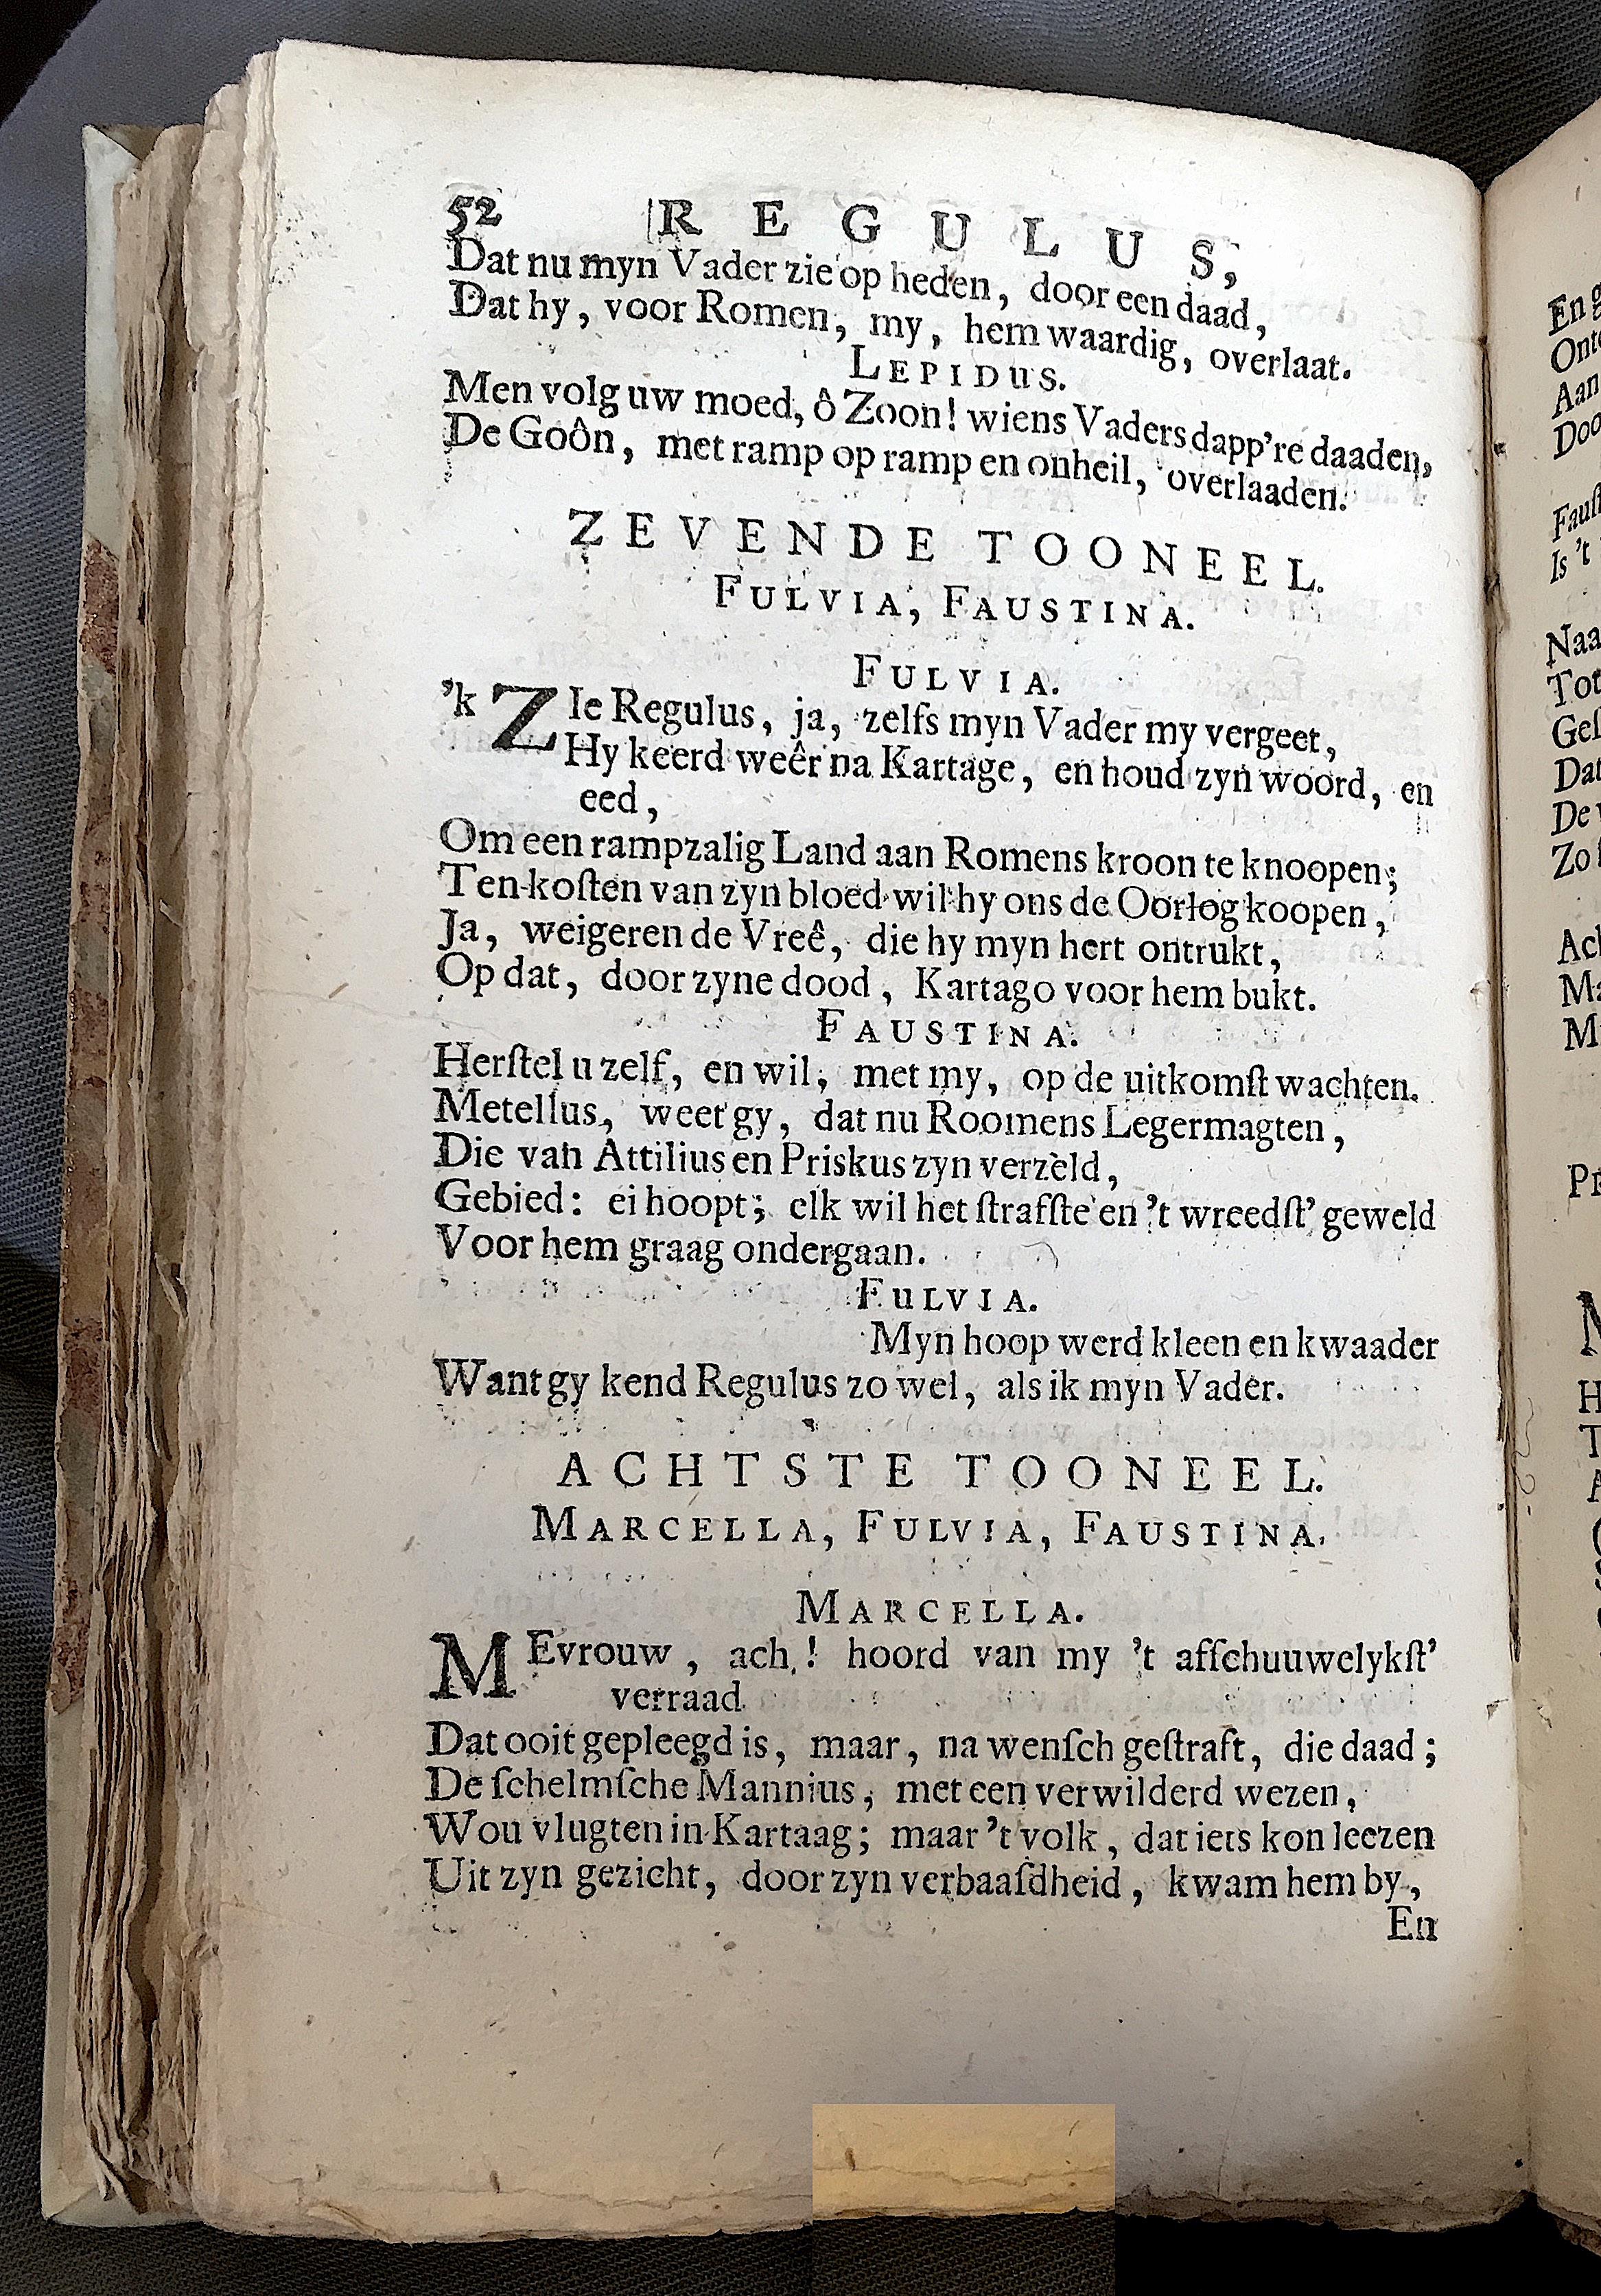 52 REGULUS,
Dat nu myn Vader zie op heden, door een daad,
Dat hy, voor Romen, my, hem waardig, overlaat.
LEPIDUS.
Men volg uw moed, ô Zoon! wiens Vaders dapp're daaden,
De Goôn, met ramp op ramp en onheil, overlaaden.
ZEVENDE TOONEEL.
FULVIA, FAUSTINA.
FULVIA.
'k ZIe Regulus, ja, zelfs myn Vader my vergeet,
Hy keerd weêr na Kartage, en houd zyn woord, en
eed,
Om een rampzalig Land aan Romens kroon te knoopen;
Ten koſten van zyn bloed wil hy ons de Oorlog koopen,
Ja, weigeren de Vreê, die hy myn hert ontrukt,
Op dat, door zyne dood, Kartago voor hem bukt.
FAUSTINA.
Herſtel u zelf, en wil, met my, op de uitkomſt wachten.
Metellus, weet gy, dat nu Roomens Legermagten,
Die van Attilius en Priskus zyn verzèld,
Gebied: ei hoopt; elk wil het ſtrafſte en 't wreedſt' geweld
Voor hem graag ondergaan.
FULVIA.
Myn hoop werd kleen en kwaader
Want gy kend Regulus zo wel, als ik myn Vader.
ACHTSTE TOONEEL.
MARCELLA, FULVIA, FAUSTINA.
MARCELLA.
MEvrouw, ach! hoord van my 't afſchuuwelykſt'
verraad
Dat ooit gepleegd is, maar, na wenſch geſtraft, die daad;
De ſchelmſche Mannius, met een verwilderd wezen,
Wou vlugten in Kartaag; maar 't volk, dat iets kon leezen
Uit zyn gezicht, door zyn verbaaſdheid, kwam hem by,
En
En
Aan
Is 't
Tot